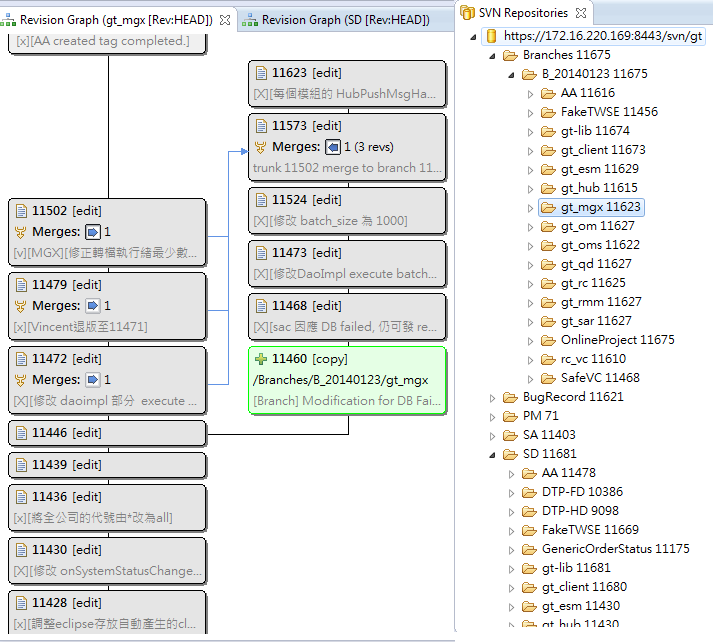 Revision Graph (gt_mgx [Rev:HEAD])
Revision Graph (SD [Rev:HEAD])
[x][AA created tag completed.]
11623 [edit]
[X][每個模組的 HubPushMsgHa...
11573 [edit]
Merges: 1 (3 revs)
trunk 11502 merge to branch 11...
11502 [edit]
Merges: 1
[v][MGX][修正轉檔執行緒最少數...
11524 [edit]
[X][修改 batch_size 為 1000]
11479 [edit]
Merges: 1
[x][Vincent退版至11471]
11473 [edit]
[X][修改DaoImpl execute batch...
11468 [edit]
[X][sac 因應 DB failed, 仍可發 re...
11472 [edit]
Merges: 1
[X][修改 daoimpl 部分 execute ...
11460 [copy]
/Branches/B_20140123/gt_mgx
[Branch] Modification for DB Fai...
11446 [edit]
11439 [edit]
11436 [edit]
[x][將全公司的代號由*改為all]
11430 [edit]
[X][修改 onSystemStatusChange...
11428 [edit]
[x][調整eclipse存放自動產生的cl...
SVN Repositories
https://172.16.220.169:8443/svn/gt
Branches 11675
B_20140123 11675
AA 11616
FakeTWSE 11456
gt-lib 11674
gt_client 11673
gt_esm 11629
gt_hub 11615
gt_mgx 11623
gt_om 11627
gt_oms 11622
gt_qd 11627
gt_rc 11625
gt_rmm 11627
gt_sar 11627
OnlineProject 11675
rc_vc 11610
SafeVC 11468
BugRecord 11621
PM 71
SA 11403
SD 11681
AA 11478
DTP-FD 10386
DTP-HD 9098
FakeTWSE 11669
GenericOrderStatus 11175
gt-lib 11681
gt_client 11680
gt_esm 11430
gt_hub 11430